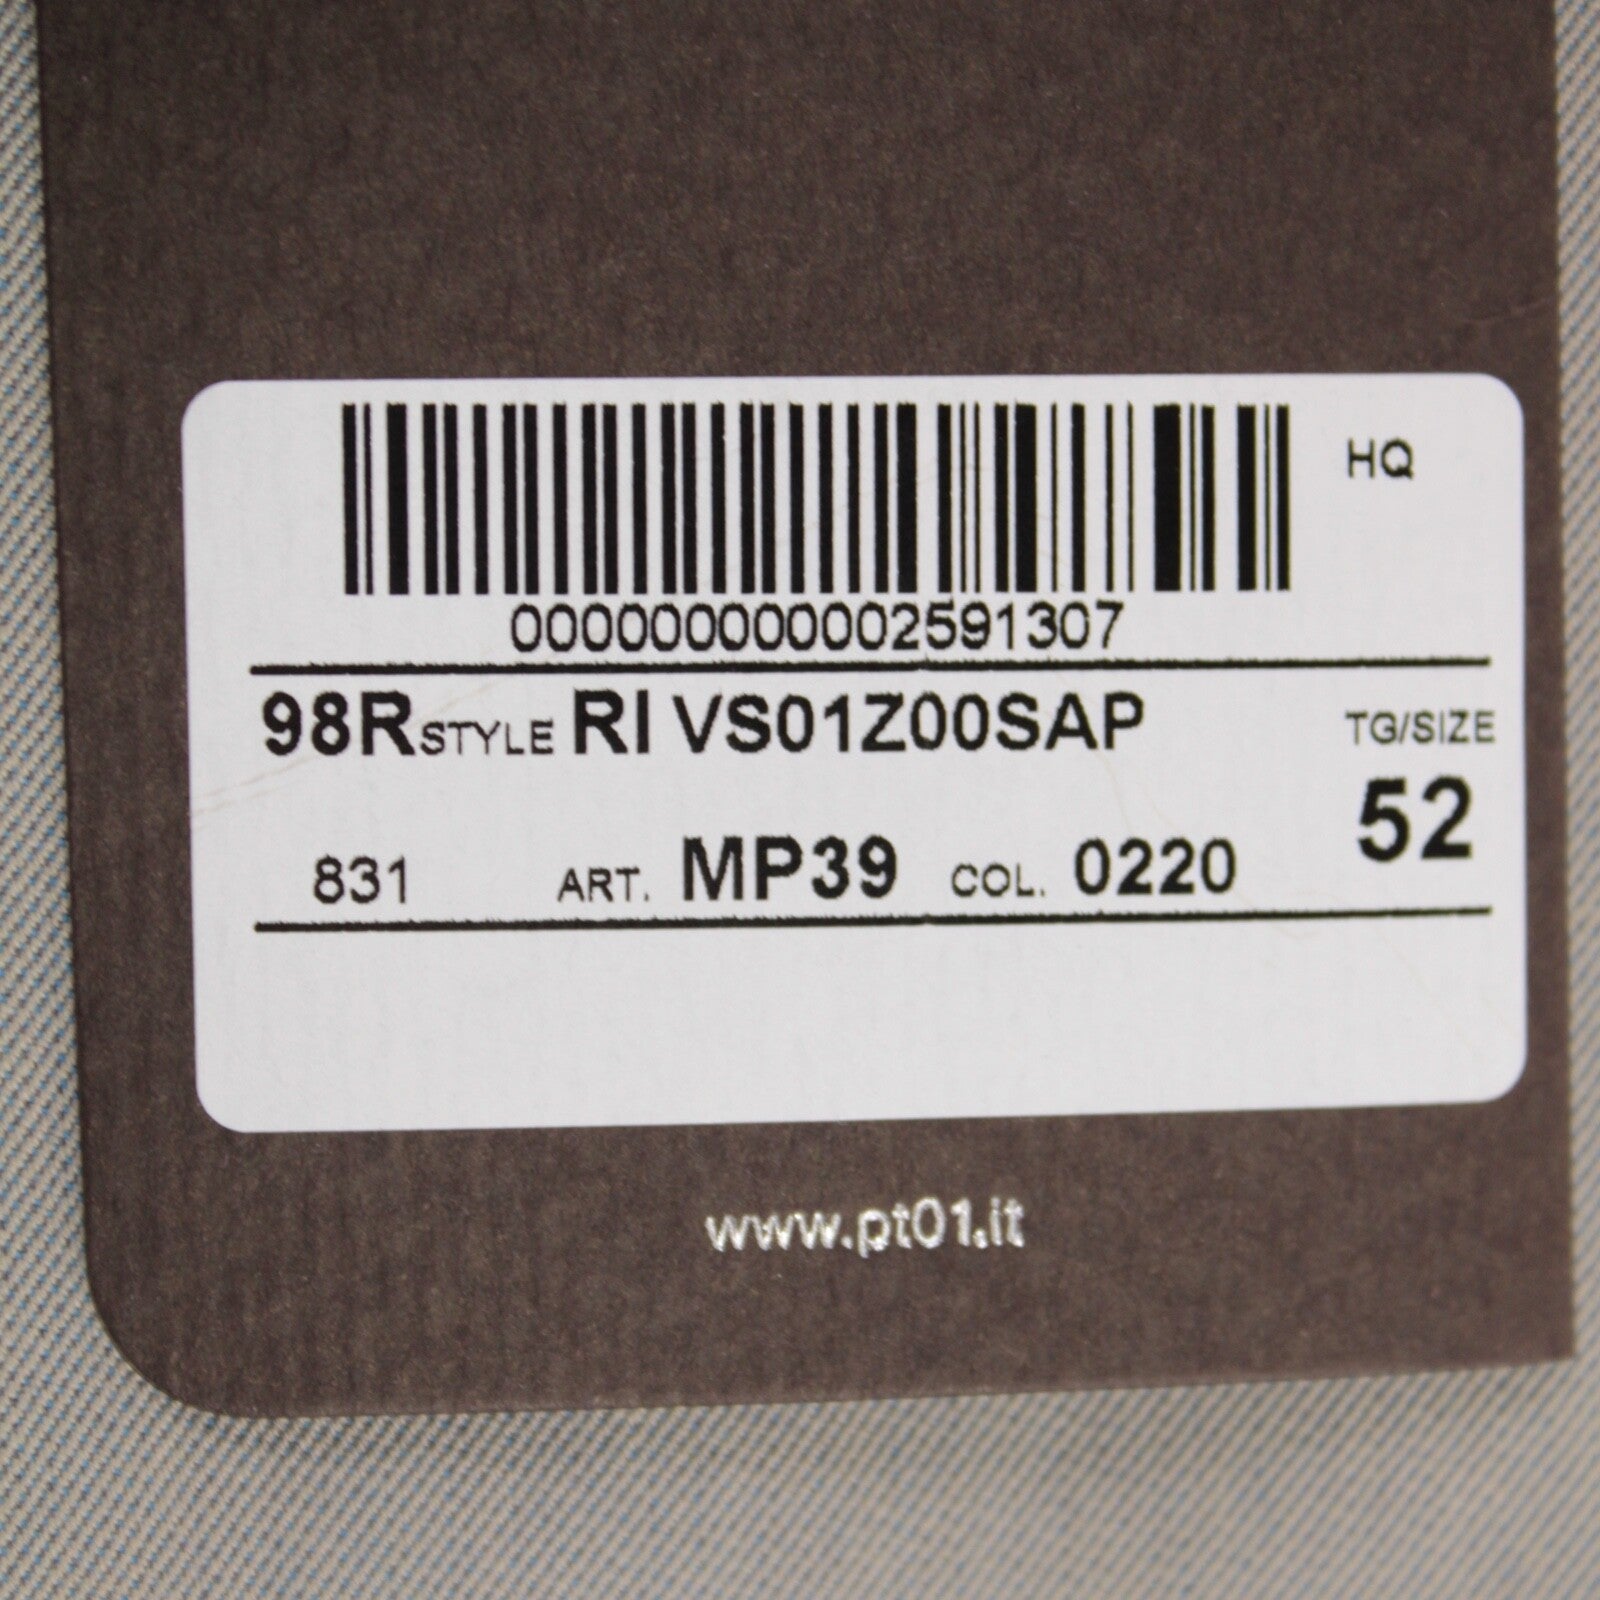 HQ
000000000002591307
98R STYLE RI VS01Z00SAP TG/SIZE
52
831 ART. MP39 COL. 0220
www.pt01.it